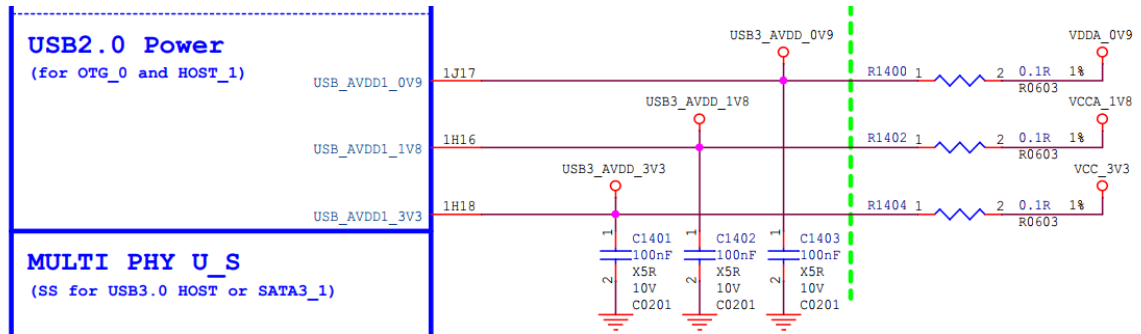 USB2.0 Power
(for OTG_0 and HOST_1)
USB_AVDD1_0V9
1J17
USB3_AVDD_0V9
R1400 1
2 0.1R 1%
R0603
VDDA_0V9
USB_AVDD1_1V8
1H16
USB3_AVDD_1V8
R1402 1
2 0.1R 1%
R0603
VCCA_1V8
USB_AVDD1_3V3
1H18
USB3_AVDD_3V3
R1404 1
2 0.1R 1%
R0603
VCC_3V3
1
2
C1401
100nF
X5R
10V
C0201
1
2
C1402
100nF
X5R
10V
C0201
1
2
C1403
100nF
X5R
10V
C0201
MULTI PHY U_S
(SS for USB3.0 HOST or SATA3_1)